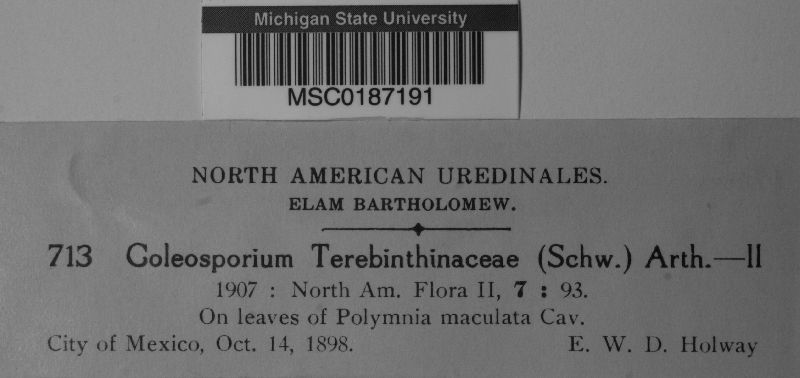 Michigan State University
MSC0187191
NORTH AMERICAN UREDINALES.
ELAM BARTHOLOMEW.
713 Coleosporium Terebinthinaceae (Schw.) Arth.—II
1907 : North Am. Flora II, 7 : 93.
On leaves of Polymnia maculata Cav.
City of Mexico, Oct. 14, 1898. E. W. D. Holway